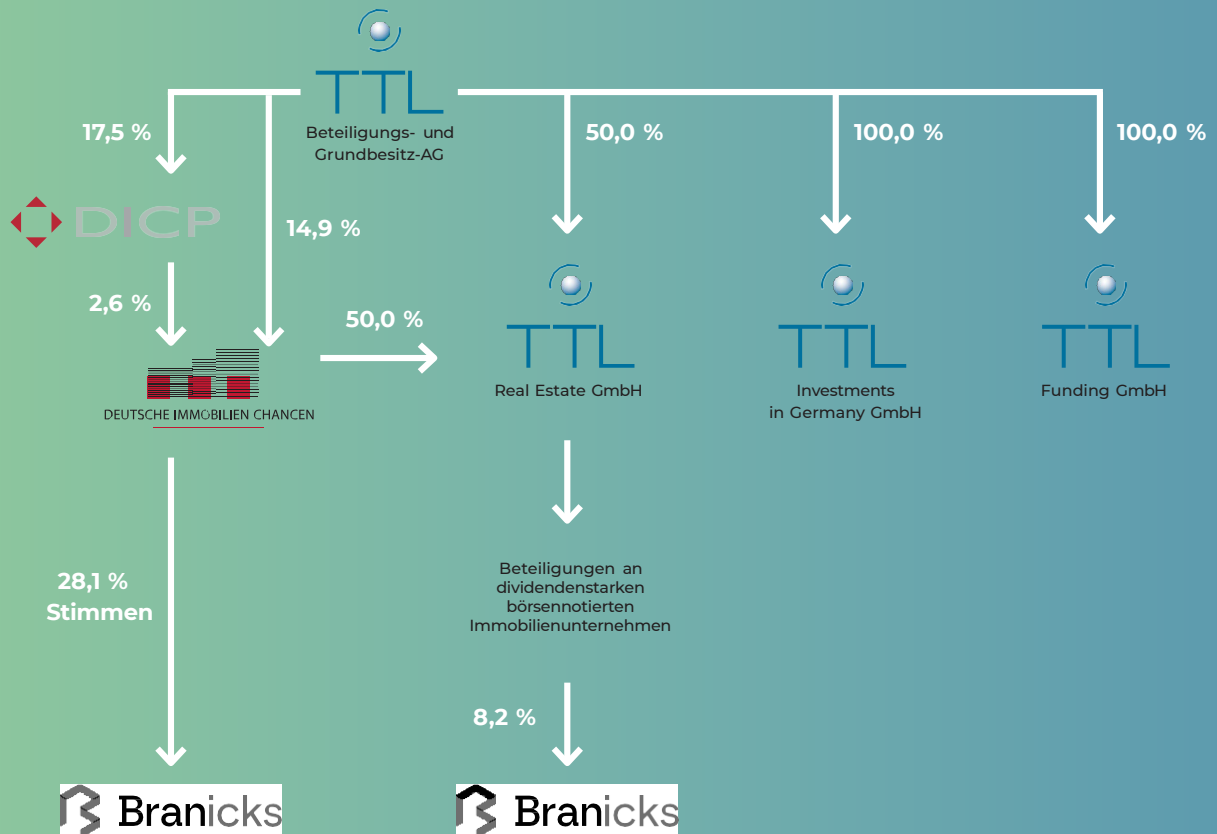 TTL
Beteiligungs- und
Grundbesitz-AG
17,5 %
50,0 %
100,0 %
100,0 %
DICP
14,9 %
2,6 %
50,0 %
DEUTSCHE IMMOBILIEN CHANCEN
TTL
Real Estate GmbH
TTL
Investments
in Germany GmbH
TTL
Funding GmbH
28,1 %
Stimmen
Beteiligungen an
dividendenstarken
börsennotierten
Immobilienunternehmen
8,2 %
Branicks
Branicks